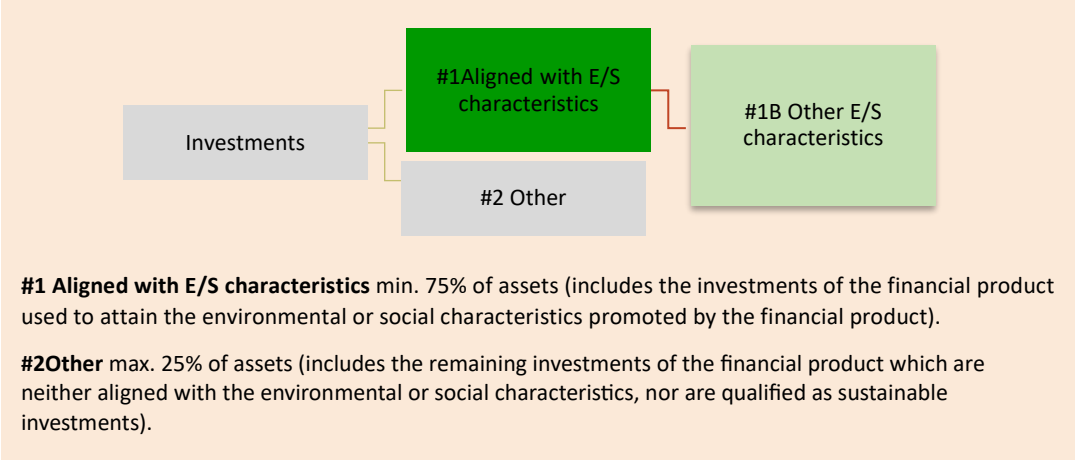 #1Aligned with E/S
characteristics
#1B Other E/S
characteristics
Investments
#2 Other
#1 Aligned with E/S characteristics min. 75% of assets (includes the investments of the financial product
used to attain the environmental or social characteristics promoted by the financial product).
#2Other max. 25% of assets (includes the remaining investments of the financial product which are
neither aligned with the environmental or social characteristics, nor are qualified as sustainable
investments).